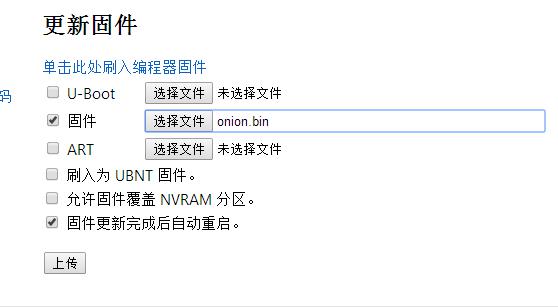 更新固件
单击此处刷入编程器固件
码
U-Boot 选择文件 未选择文件
固件 选择文件 onion.bin
ART 选择文件 未选择文件
刷入为 UBNT 固件。
允许固件覆盖 NVRAM 分区。
固件更新完成后自动重启。
上传